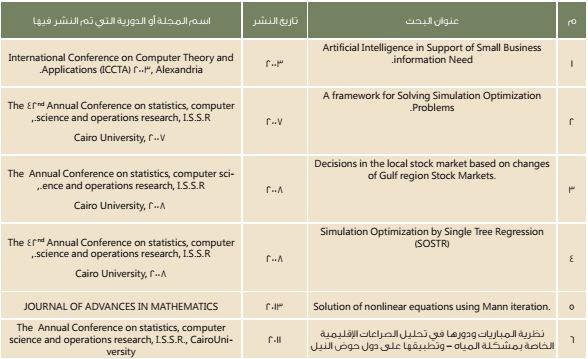 م عنوان البحث تاريخ النشر اسم المجلة أو الدورية التي تم النشر فيها
١
Artificial Intelligence in Support of Small Business
.information Need
٢٠٠٣
International Conference on Computer Theory and
.Applications (ICCTA) ٢٠٠٣, Alexandria
٢
A framework for Solving Simulation Optimization
.Problems
٢٠٠٧
The ٤٢nd Annual Conference on statistics, computer
.,science and operations research, I.S.S.R
Cairo University, ٢٠٠٧
٣
Decisions in the local stock market based on changes
of Gulf region Stock Markets.
٢٠٠٨
The Annual Conference on statistics, computer sci-
.,ence and operations research, I.S.S.R
Cairo University, ٢٠٠٨
٤
Simulation Optimization by Single Tree Regression
(SOSTR)
٢٠٠٨
The ٤٣nd Annual Conference on statistics, computer
.,science and operations research, I.S.S.R
Cairo University, ٢٠٠٨
٥
Solution of nonlinear equations using Mann iteration.
٢٠١٣
JOURNAL OF ADVANCES IN MATHEMATICS
٦
نظرية المباريات ودورها في تحليل الصراعات الإقليمية
الخاصة بمشكلة المياه – وتطبيقها على دول حوض النيل
٢٠١١
The Annual Conference on statistics, computer
science and operations research, I.S.S.R., CairoUni-
versity